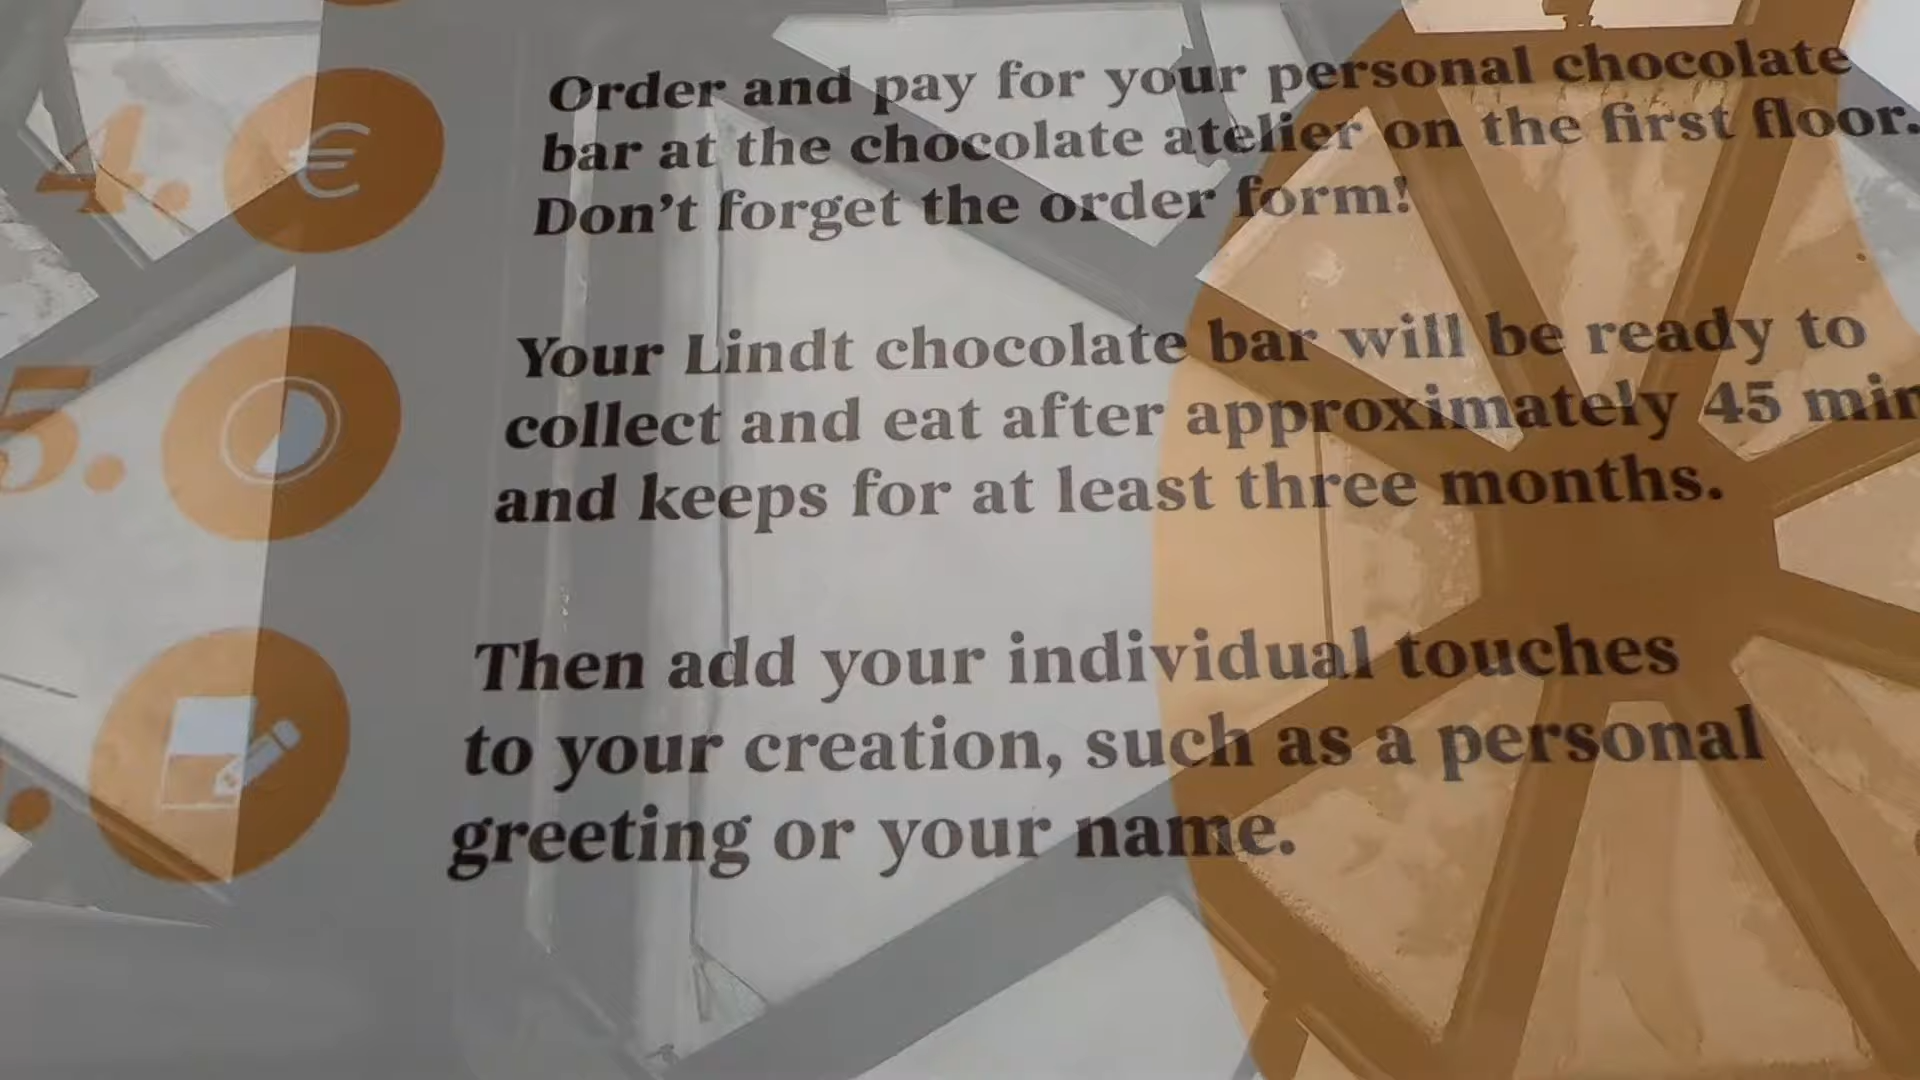 4. €
Order and pay for your personal chocolate
bar at the chocolate atelier on the first floor.
Don't forget the order form!
5.
Your Lindt chocolate bar will be ready to
collect and eat after approximately 45 min
and keeps for at least three months.
Then add your individual touches
to your creation, such as a personal
greeting or your name.